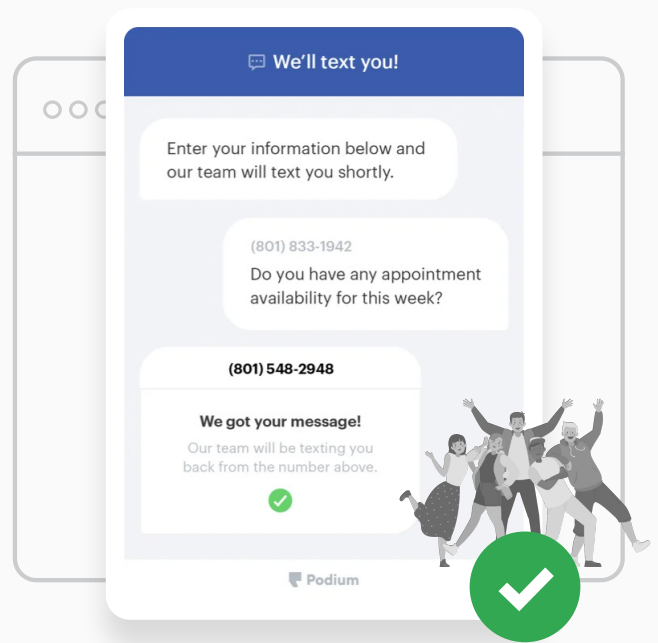 We'll text you!
Enter your information below and
our team will text you shortly.
(801) 833-1942
Do you have any appointment
availability for this week?
(801) 548-2948
We got your message!
Our team will be texting you
back from the number above.
Podium